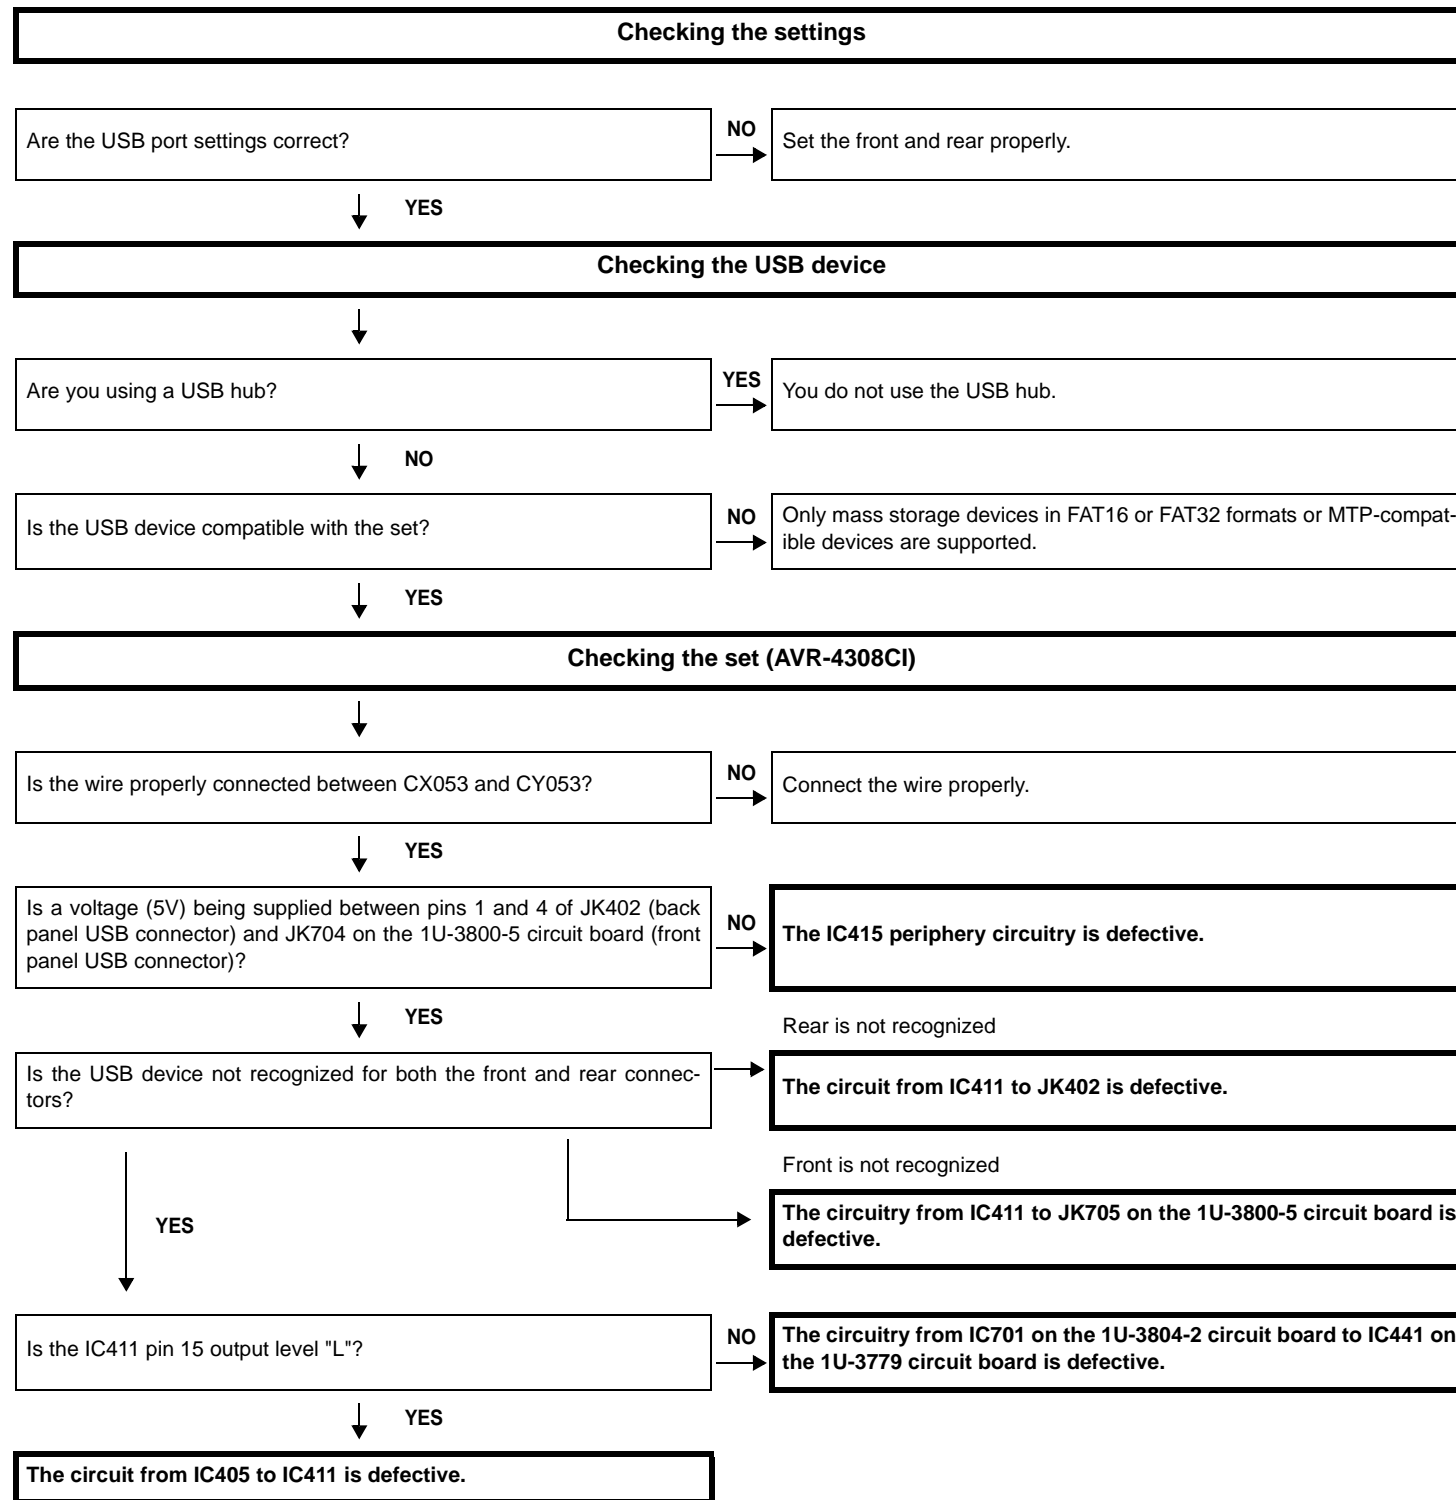 Checking the settings
Are the USB port settings correct?
NO
Set the front and rear properly.
YES
Checking the USB device
Are you using a USB hub?
YES
You do not use the USB hub.
NO
Is the USB device compatible with the set?
NO
Only mass storage devices in FAT16 or FAT32 formats or MTP-compat-
ible devices are supported.
YES
Checking the set (AVR-4308CI)
Is the wire properly connected between CX053 and CY053?
NO
Connect the wire properly.
YES
Is a voltage (5V) being supplied between pins 1 and 4 of JK402 (back
panel USB connector) and JK704 on the 1U-3800-5 circuit board (front
panel USB connector)?
NO
The IC415 periphery circuitry is defective.
YES
Rear is not recognized
Is the USB device not recognized for both the front and rear connec-
tors?
The circuit from IC411 to JK402 is defective.
Front is not recognized
The circuitry from IC411 to JK705 on the 1U-3800-5 circuit board is
defective.
YES
Is the IC411 pin 15 output level "L"?
NO
The circuitry from IC701 on the 1U-3804-2 circuit board to IC441 on
the 1U-3779 circuit board is defective.
YES
The circuit from IC405 to IC411 is defective.